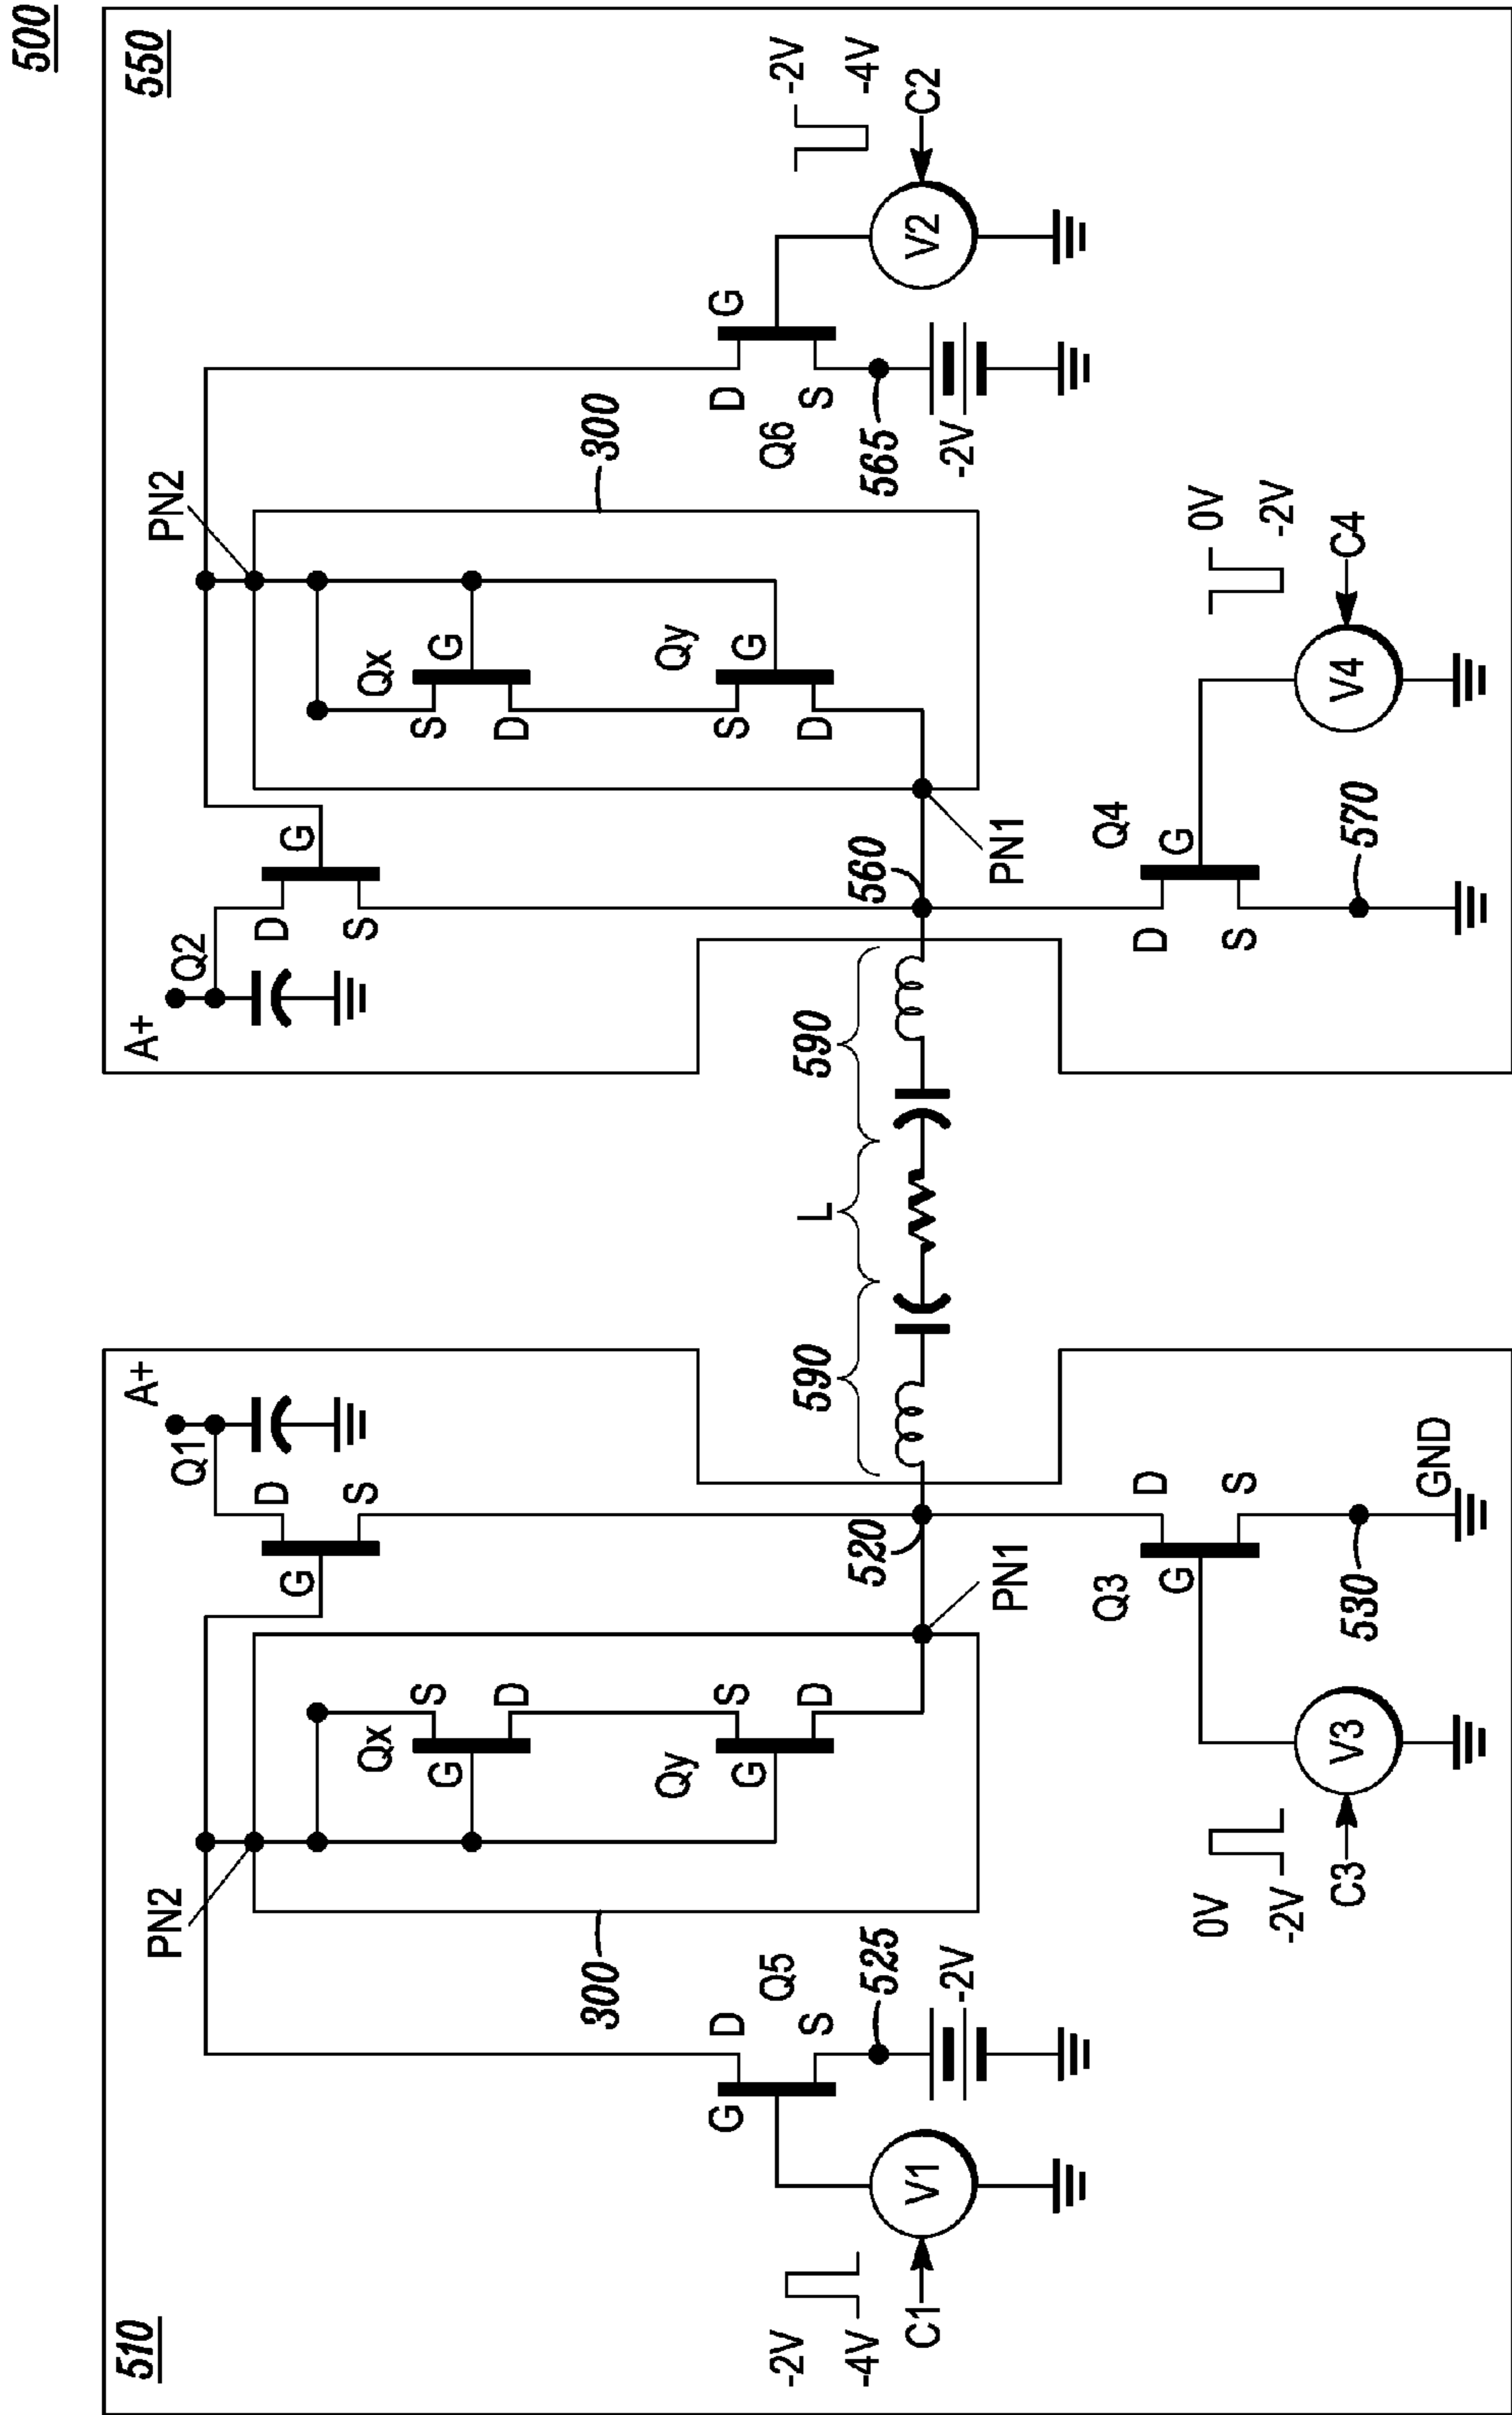 500
510
550
A+
Q1
D
S
G
A+
Q2
D
S
G
PN2
PN2
Qx
S
G
D
Qy
S
G
D
300
Qx
S
G
D
Qy
S
G
D
300
D
Q5
S
G
525
-2V
V1
C1
-2V
-4V
D
Q6
S
G
565
-2V
V2
C2
-2V
-4V
520
PN1
590
L
590
560
PN1
D
Q3
G
S
530
GND
V3
C3
0V
-2V
D
Q4
G
S
570
V4
C4
0V
-2V